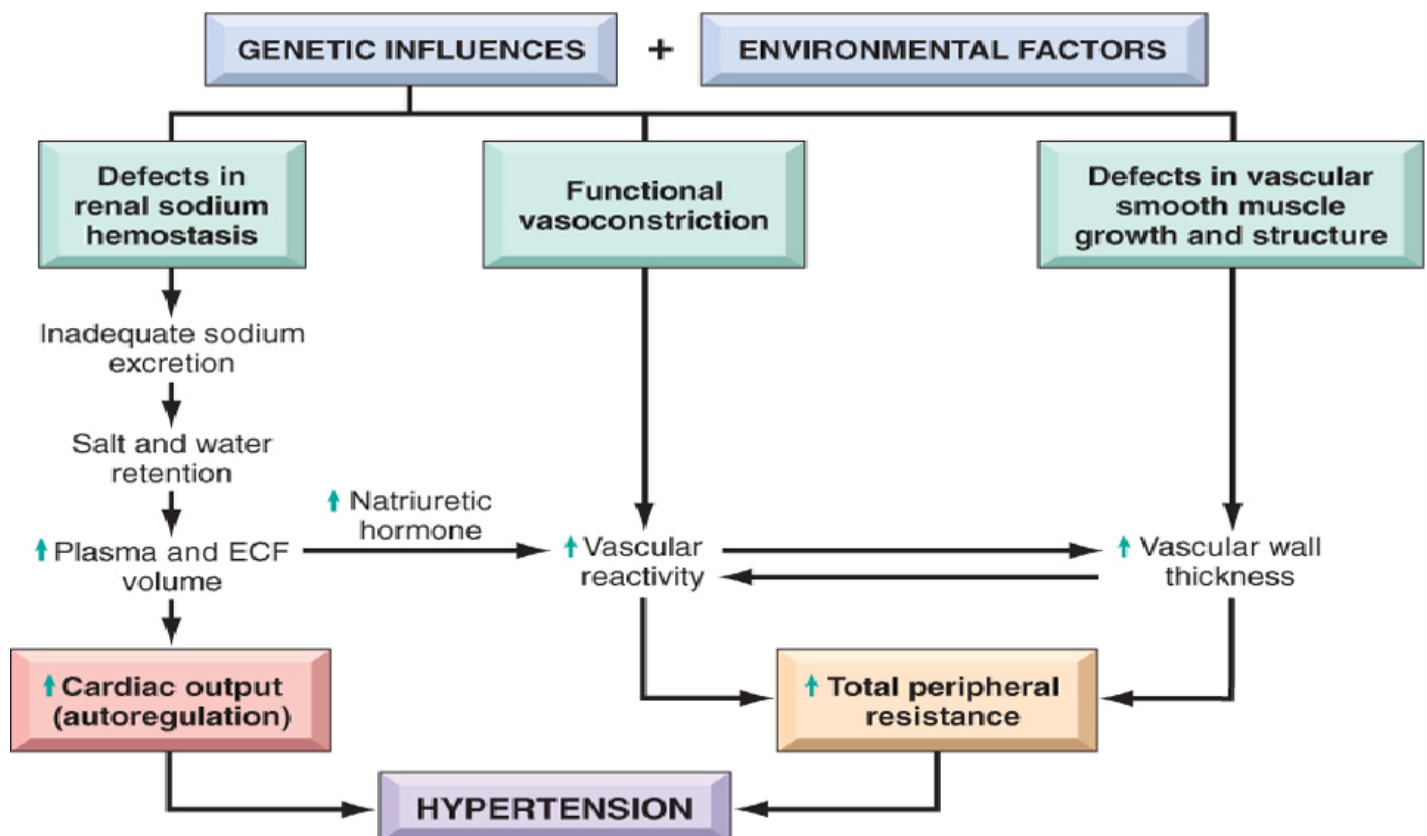 GENETIC INFLUENCES + ENVIRONMENTAL FACTORS
Defects in
renal sodium
hemostasis
Functional
vasoconstriction
Defects in vascular
smooth muscle
growth and structure
Inadequate sodium
excretion
Salt and water
retention
Natriuretic
hormone
Plasma and ECF
volume
Vascular
reactivity
Vascular wall
thickness
Cardiac output
(autoregulation)
Total peripheral
resistance
HYPERTENSION